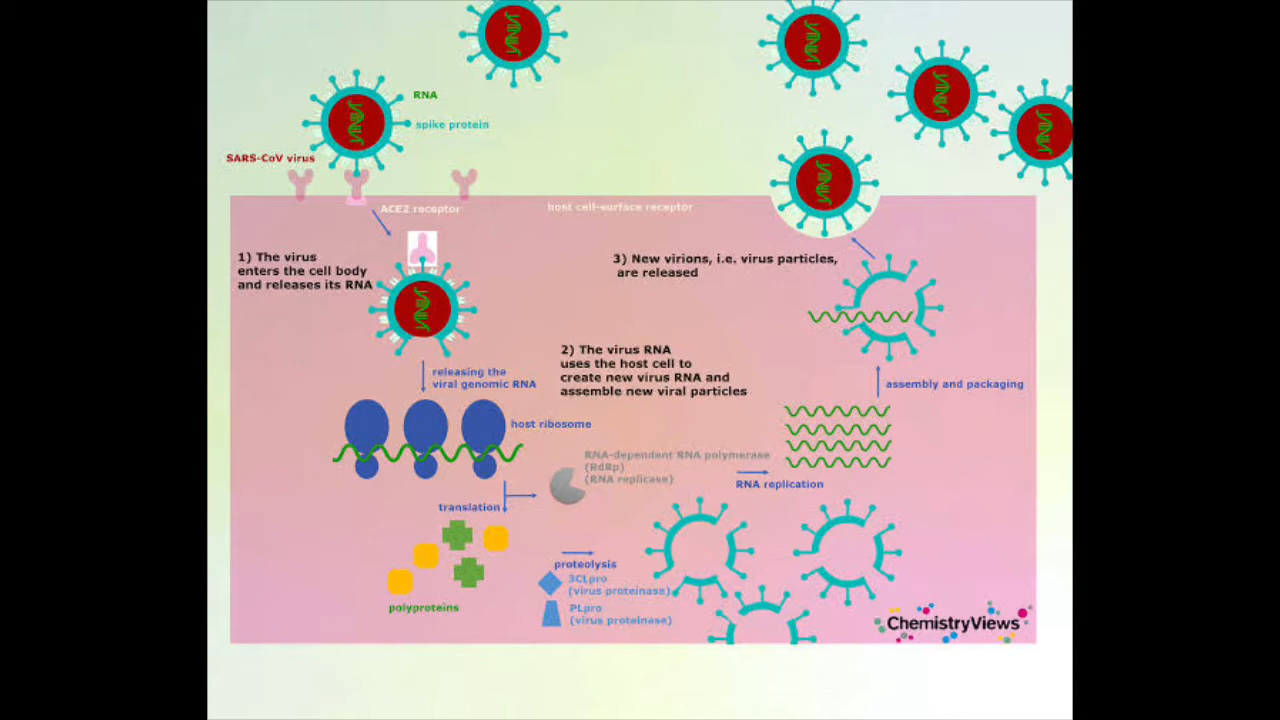 RNA
spike protein
SARS-CoV virus
ACE2 receptor
host cell-surface receptor
1) The virus
enters the cell body
and releases its RNA
3) New virions, i.e. virus particles,
are released
2) The virus RNA
uses the host cell to
create new virus RNA and
assemble new viral particles
releasing the
viral genomic RNA
assembly and packaging
host ribosome
RNA-dependent RNA polymerase
(RdRp)
(RNA replicase)
RNA replication
translation
proteolysis
3CLpro
(virus proteinase)
polyproteins
PLpro
(virus proteinase)
ChemistryViews